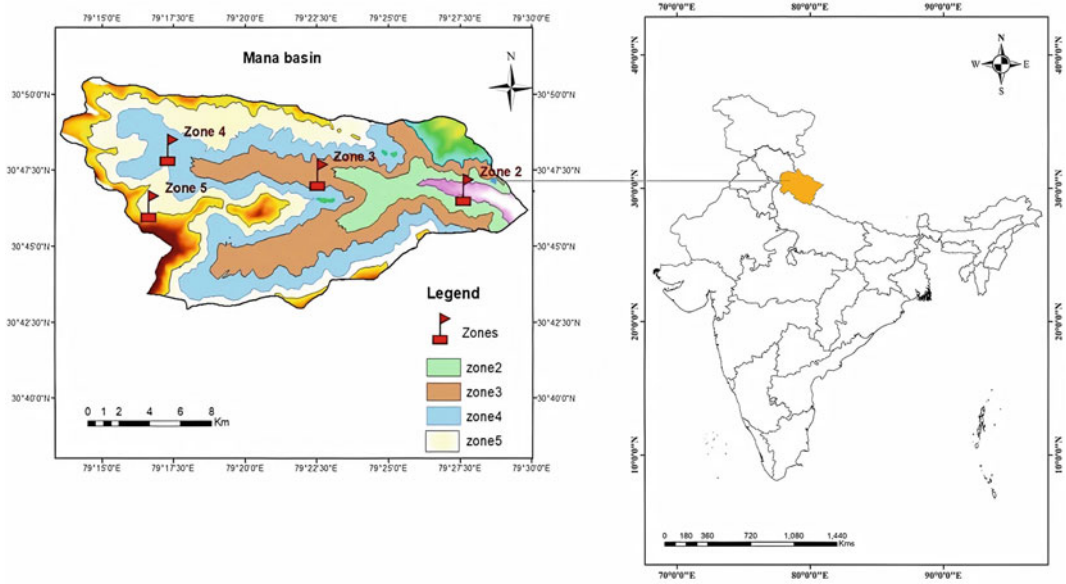 79°15'0"E 79°17'30"E 79°20'0"E 79°22'30"E 79°25'0"E 79°27'30"E 79°30'0"E
Mana basin
N
30°50'0"N 30°50'0"N
Zone 4
Zone 3
30°47'30"N 30°47'30"N
Zone 2
Zone 5
30°45'0"N 30°45'0"N
Legend
30°42'30"N 30°42'30"N
Zones
zone2
zone3
30°40'0"N 30°40'0"N
0 1 2 4 6 8
Km
zone4
zone5
79°15'0"E 79°17'30"E 79°20'0"E 79°22'30"E 79°25'0"E 79°27'30"E 79°30'0"E
70°0'0"E 80°0'0"E 90°0'0"E
N
W E
S
40°0'0"N 40°0'0"N
30°0'0"N 30°0'0"N
20°0'0"N 20°0'0"N
10°0'0"N 10°0'0"N
0 180 360 720 1,080 1,440
Kms
70°0'0"E 80°0'0"E 90°0'0"E